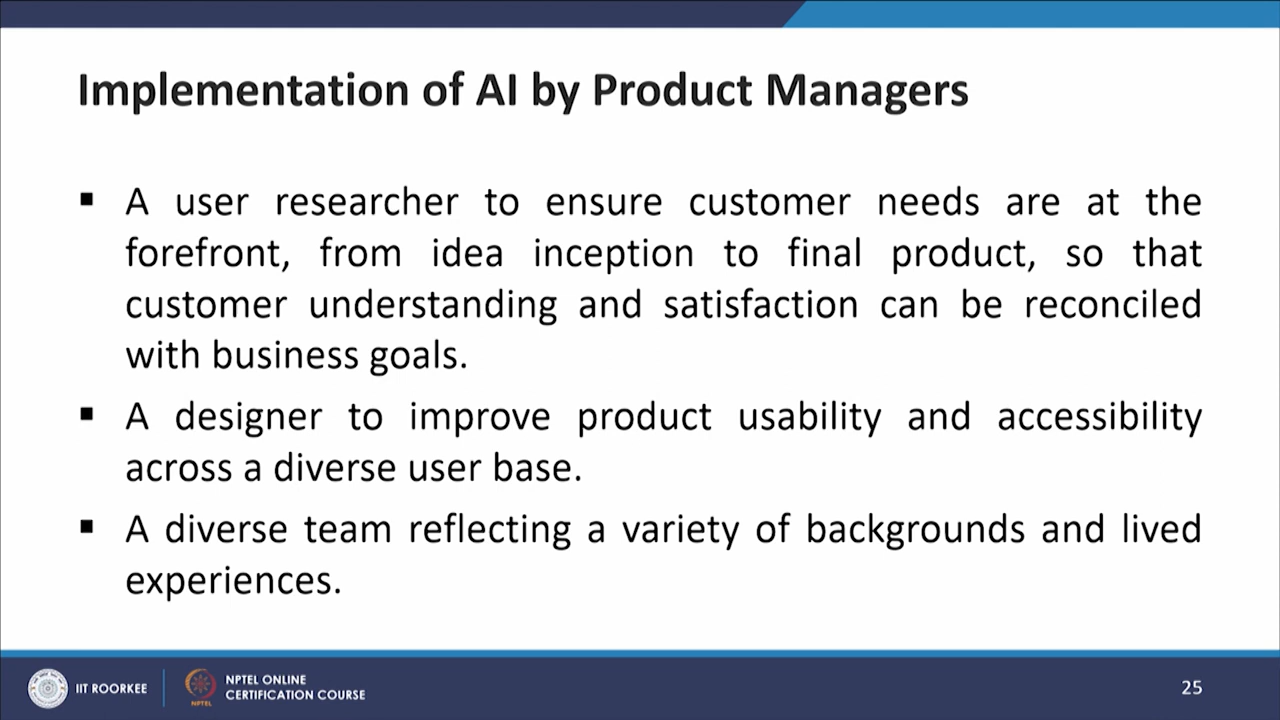 Implementation of AI by Product Managers
▪ A user researcher to ensure customer needs are at the
forefront, from idea inception to final product, so that
customer understanding and satisfaction can be reconciled
with business goals.
▪ A designer to improve product usability and accessibility
across a diverse user base.
▪ A diverse team reflecting a variety of backgrounds and lived
experiences.
IIT ROORKEE
NPTEL
NPTEL ONLINE
CERTIFICATION COURSE
25